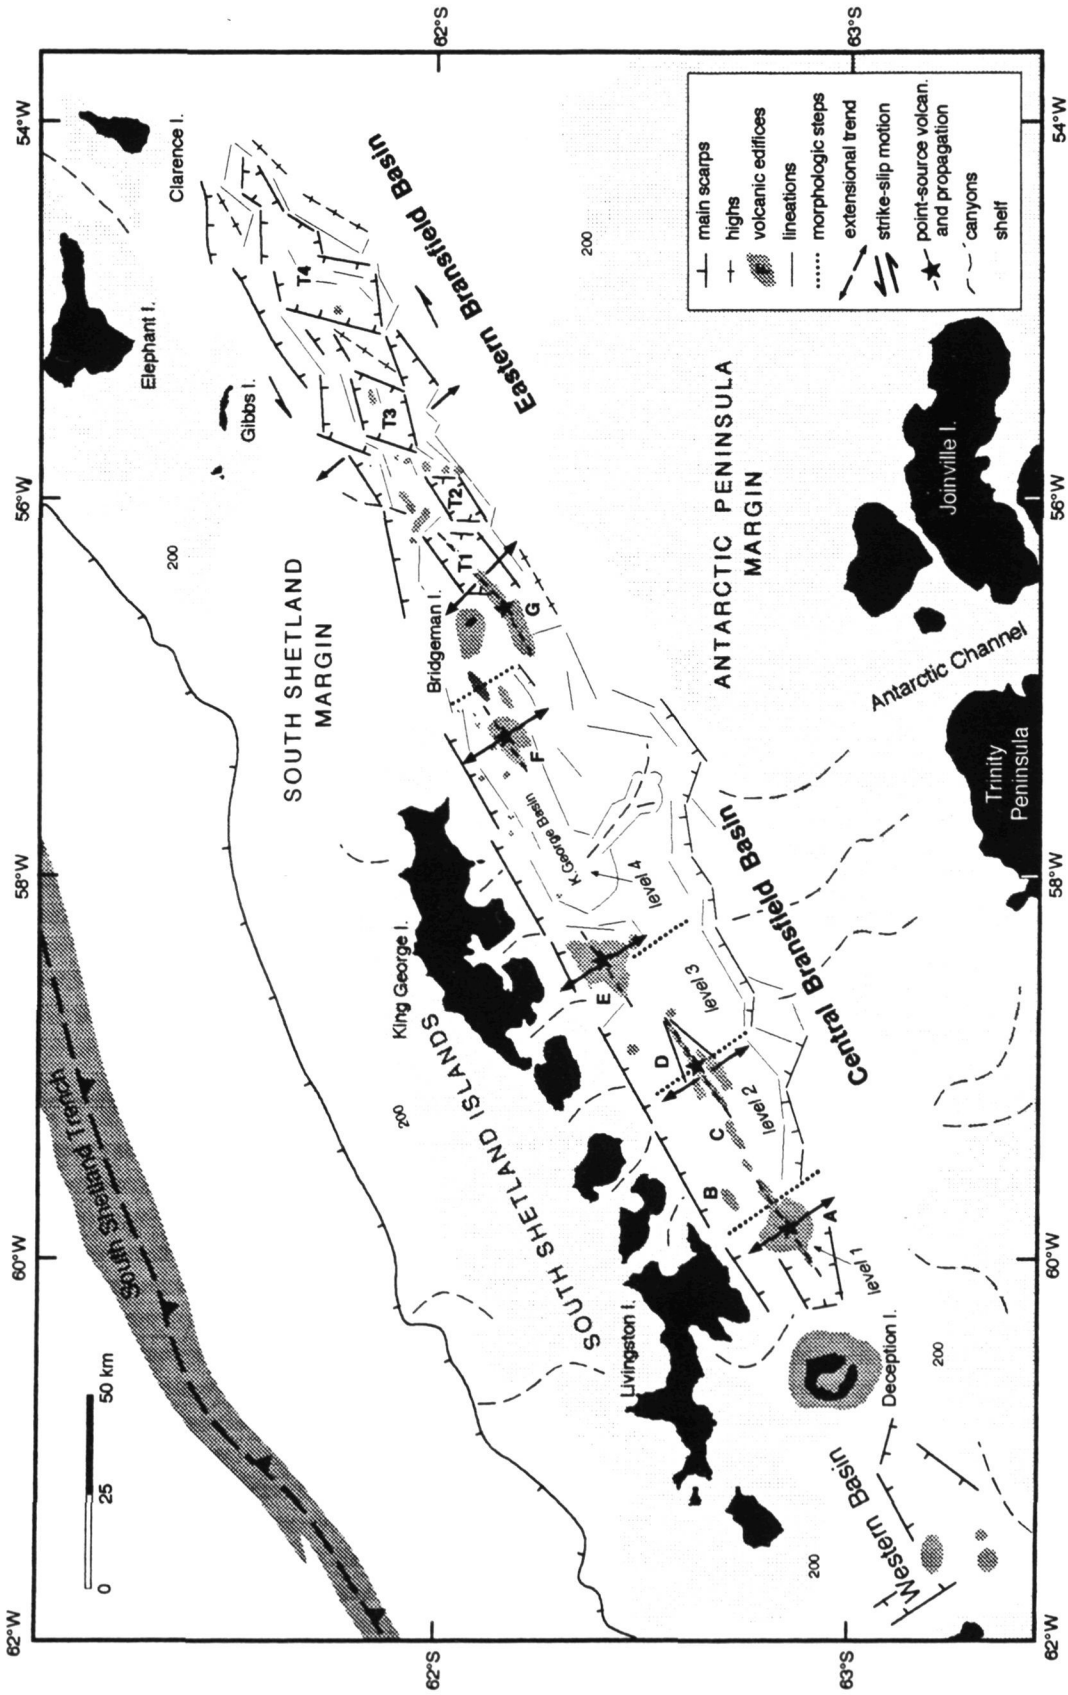 62°W
60°W
58°W
56°W
54°W
62°S
63°S
62°S
63°S
62°W
60°W
58°W
56°W
54°W
0
25
50 km
South Shetland Trench
SOUTH SHETLAND
MARGIN
SOUTH SHETLAND ISLANDS
200
200
200
200
200
Elephant I.
Clarence I.
Gibbs I.
Bridgeman I.
King George I.
Livingston I.
Deception I.
Western Basin
Central Bransfield Basin
Eastern Bransfield Basin
K.George Basin
level 1
level 2
level 3
level 4
A
B
C
D
E
F
G
T1
T2
T3
T4
ANTARCTIC PENINSULA
MARGIN
Antarctic Channel
Trinity
Peninsula
Joinville I.
main scarps
highs
F
volcanic edifices
lineations
morphologic steps
extensional trend
strike-slip motion
point-source volcan.
and propagation
canyons
shelf